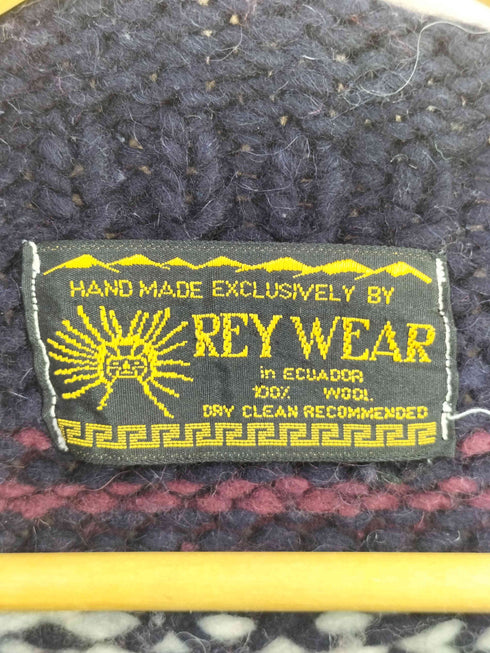 HAND MADE EXCLUSIVELY BY
REY WEAR
in ECUADOR
100% WOOL
DRY CLEAN RECOMMENDED